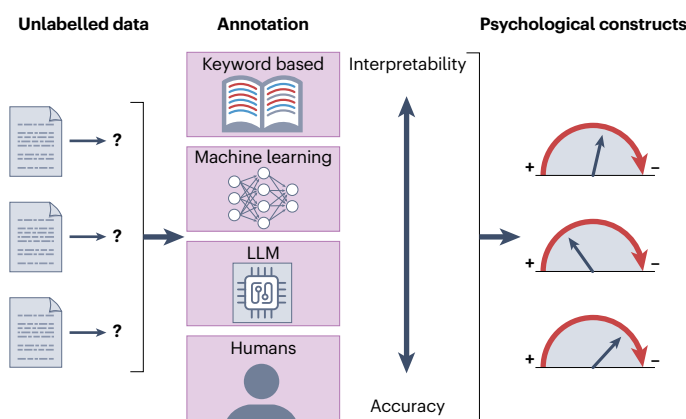 Unlabelled data
Annotation
Psychological constructs
Keyword based
Interpretability
?
Machine learning
+
–
?
LLM
+
–
?
Humans
+
–
Accuracy